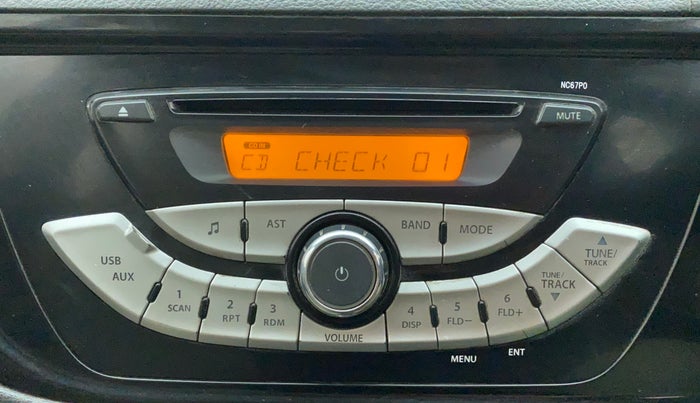 NC67P0
MUTE
CD IN
CD CHECK 01
AST
BAND
MODE
USB
AUX
TUNE/
TRACK
TUNE/
TRACK
1
SCAN
2
RPT
3
RDM
VOLUME
4
DISP
5
FLD−
6
FLD+
MENU
ENT